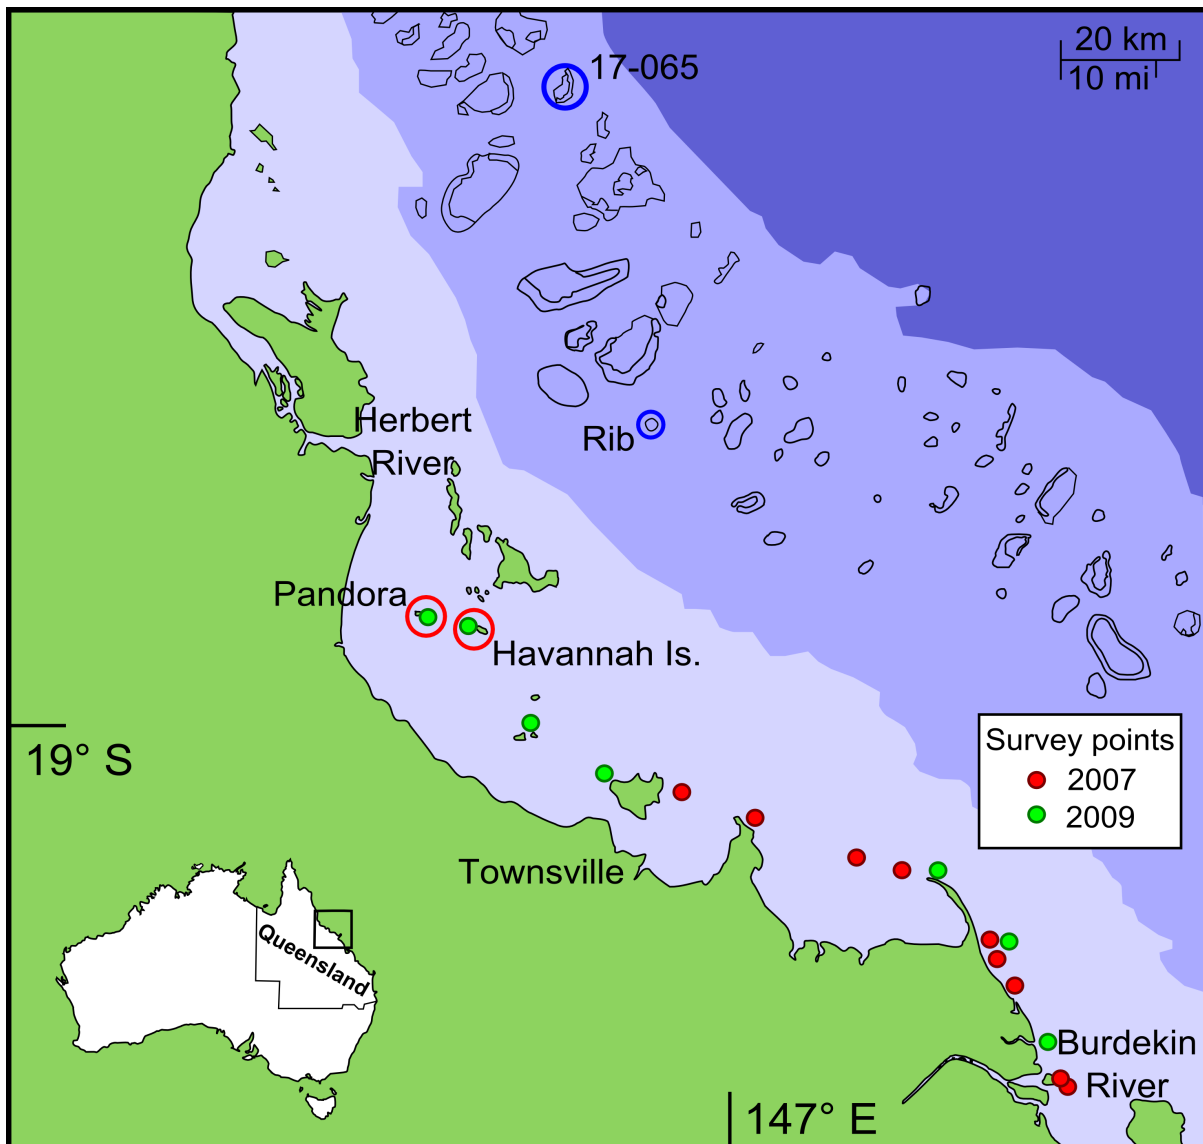 17-065
20 km
10 mi
Herbert
River
Rib
Pandora
Havannah Is.
19° S
Survey points
2007
2009
Townsville
Queensland
Burdekin
River
147° E